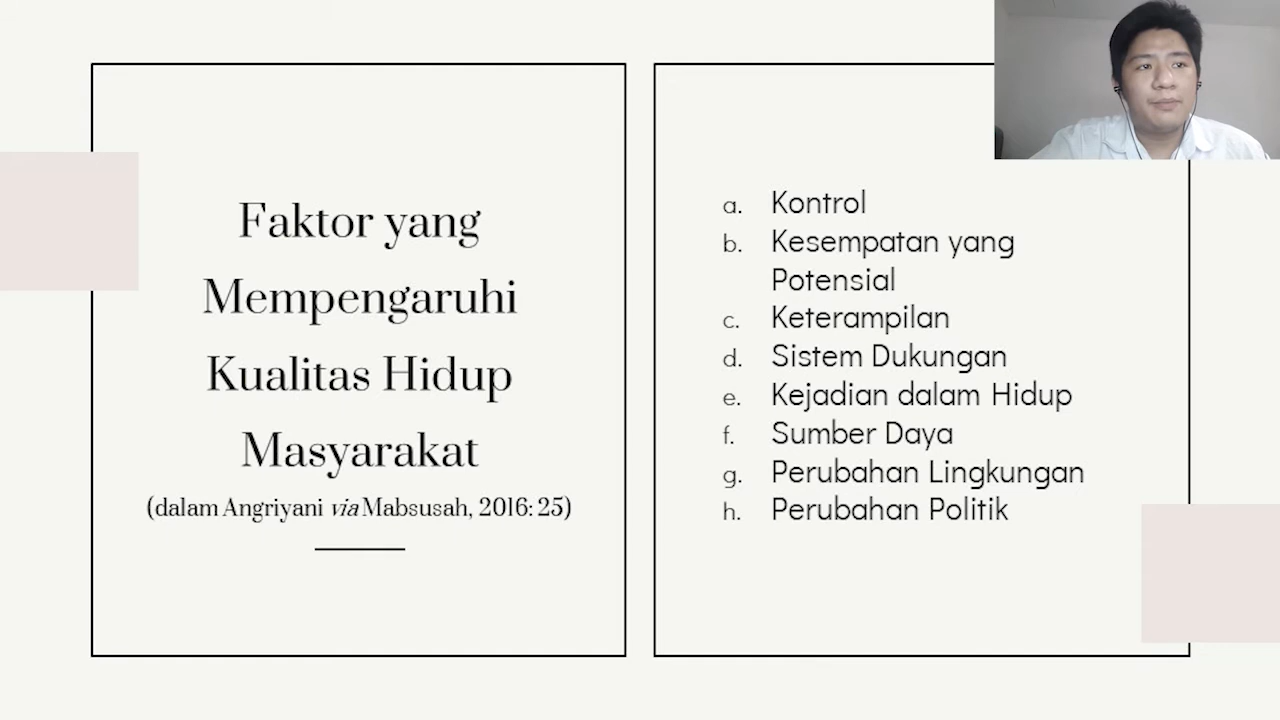 Faktor yang
Mempengaruhi
Kualitas Hidup
Masyarakat
(dalam Angriyani via Mabsusah, 2016: 25)
a. Kontrol
b. Kesempatan yang
Potensial
c. Keterampilan
d. Sistem Dukungan
e. Kejadian dalam Hidup
f. Sumber Daya
g. Perubahan Lingkungan
h. Perubahan Politik